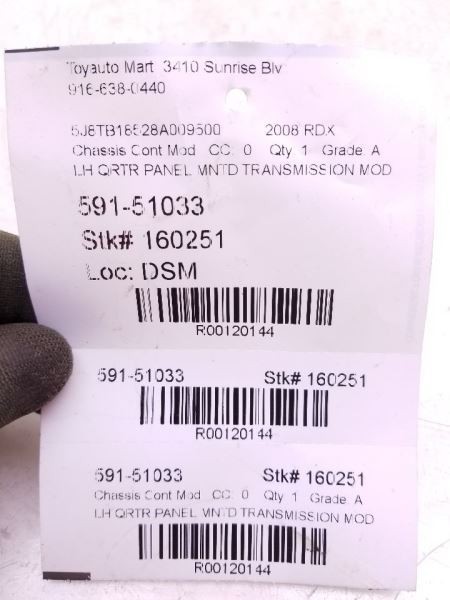 Toyauto Mart 3410 Sunrise Blv
916-638-0440
5J8TB18528A009500 2008 RDX
Chassis Cont Mod CC: 0 Qty: 1 Grade: A
LH QRTR PANEL MNTD TRANSMISSION MOD
591-51033
Stk# 160251
Loc: DSM
R00120144
591-51033 Stk# 160251
R00120144
591-51033 Stk# 160251
Chassis Cont Mod CC: 0 Qty: 1 Grade: A
LH QRTR PANEL MNTD TRANSMISSION MOD
R00120144